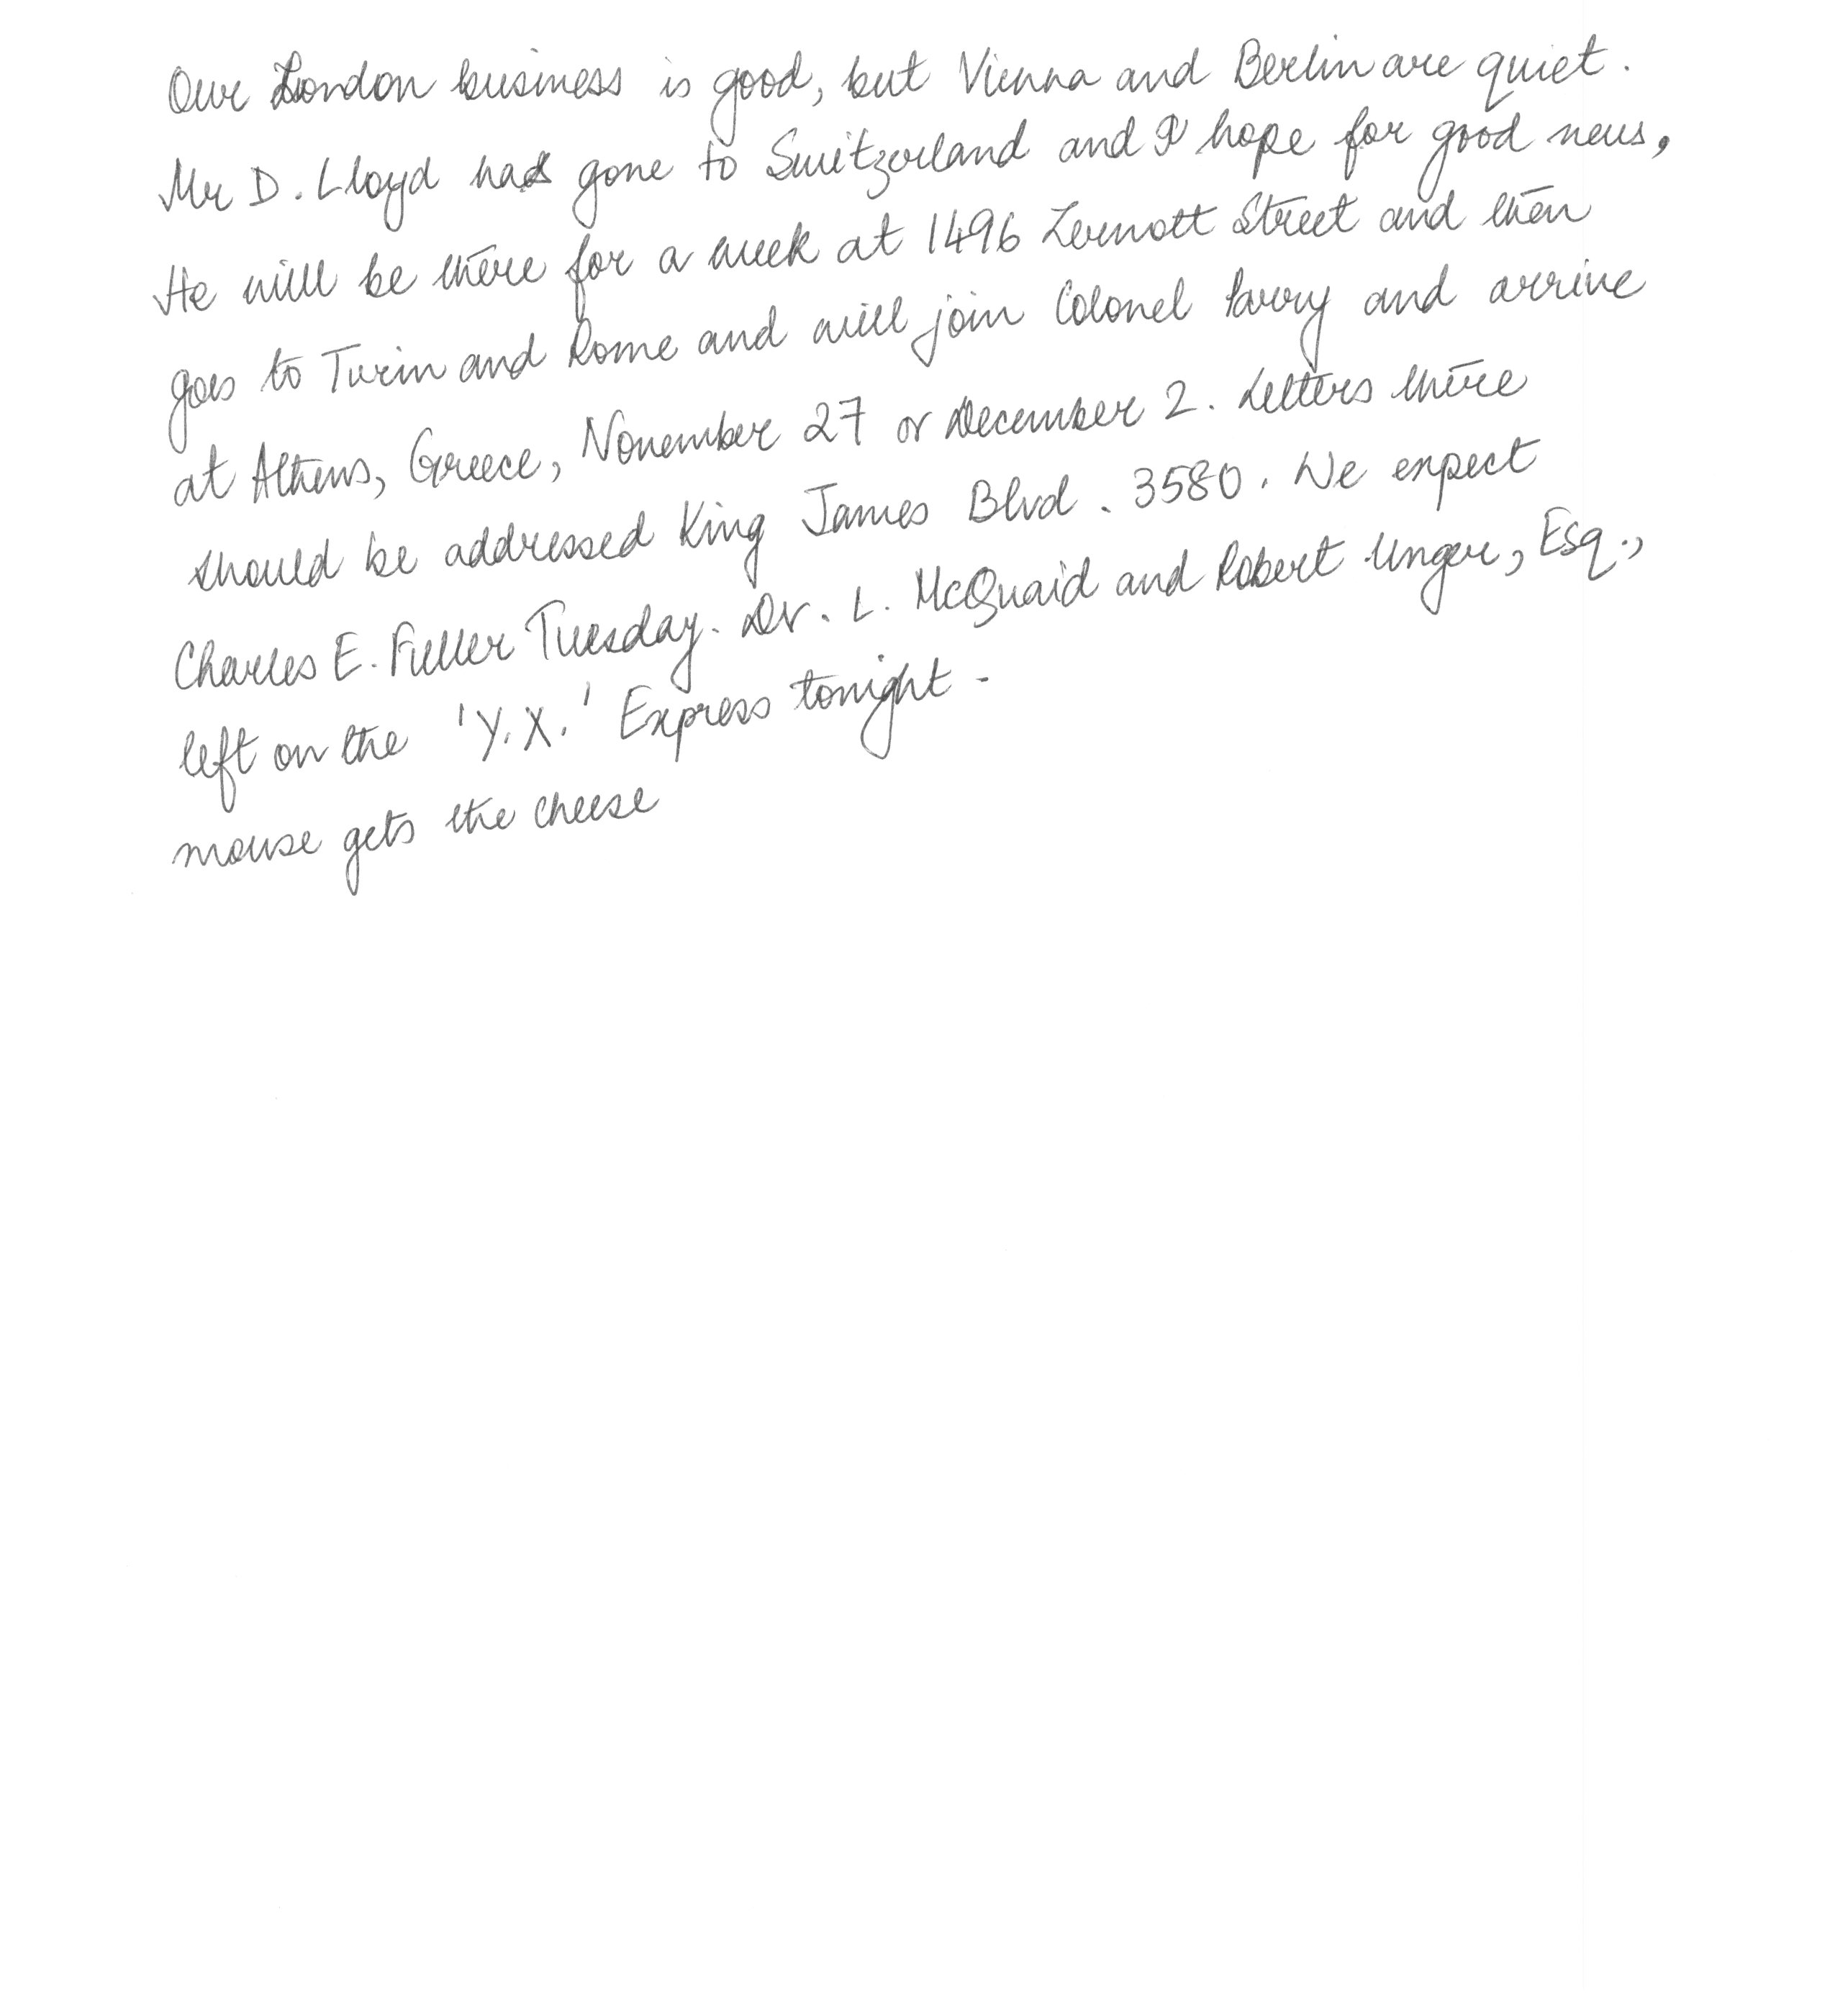 Our London business is good, but Vienna and Berlin are quiet.
Mr D. Lloyd has gone to Switzerland and I hope for good news,
He will be there for a week at 1496 Zermott Street and then
goes to Turin and Rome and will join Colonel Parry and arrive
at Athens, Greece, November 27 or December 2. Letters there
should be addressed King James Blvd. 3580. We expect
Charles E. Fuller Tuesday. Dr. L. McQuaid and Robert Unger, Esq.,
left on the 'Y.X.' Express tonight-
mouse gets the cheese